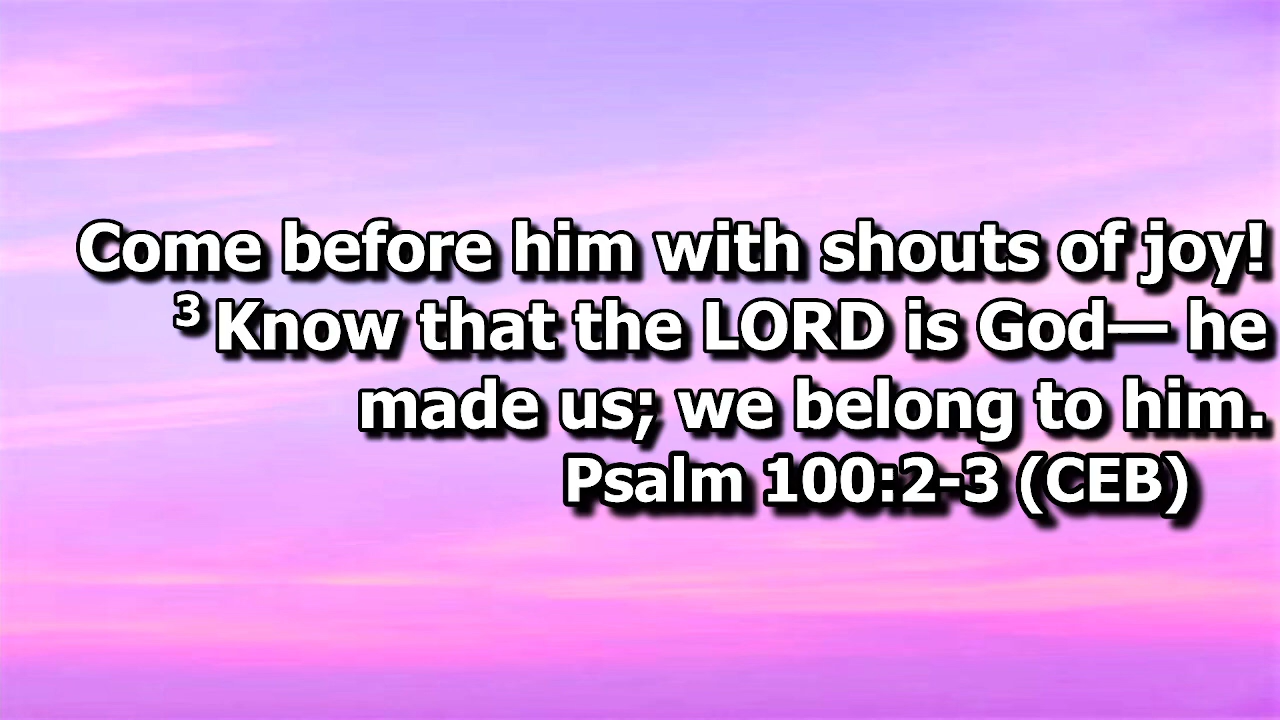 Come before him with shouts of joy!
³ Know that the LORD is God— he
made us; we belong to him.
Psalm 100:2-3 (CEB)